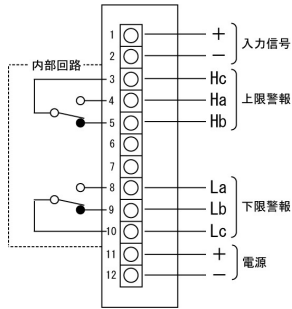 1 + 入力信号
2 −
内部回路
3 Hc 上限警報
4 Ha
5 Hb
6
7
8 La 下限警報
9 Lb
10 Lc
11 + 電源
12 −